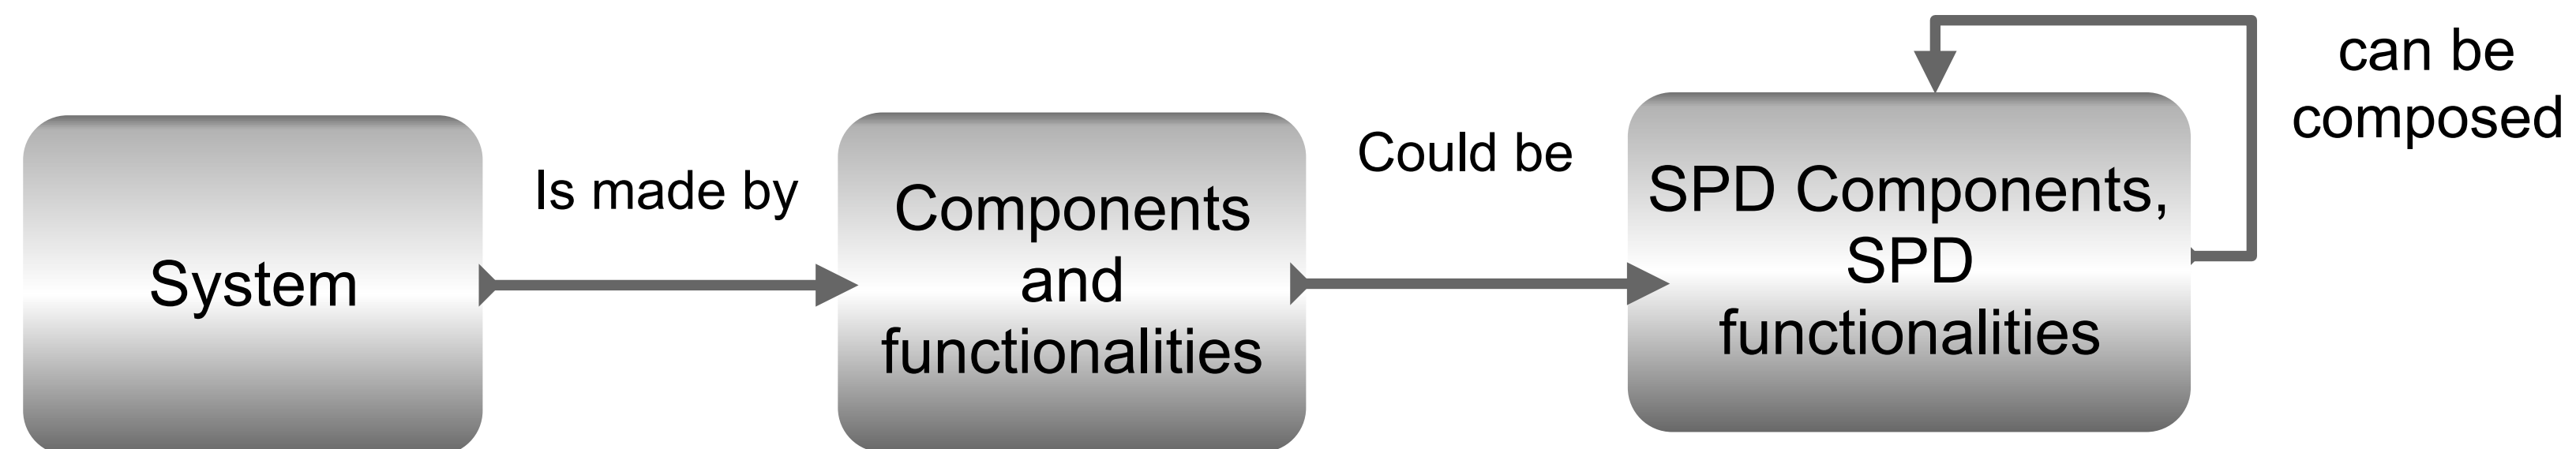 System
Is made by
Components
and
functionalities
Could be
SPD Components,
SPD
functionalities
can be
composed